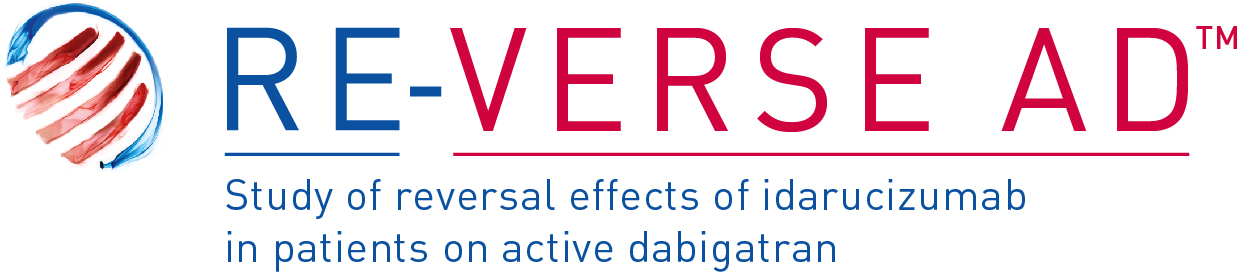 RE-VERSE AD™
Study of reversal effects of idarucizumab
in patients on active dabigatran